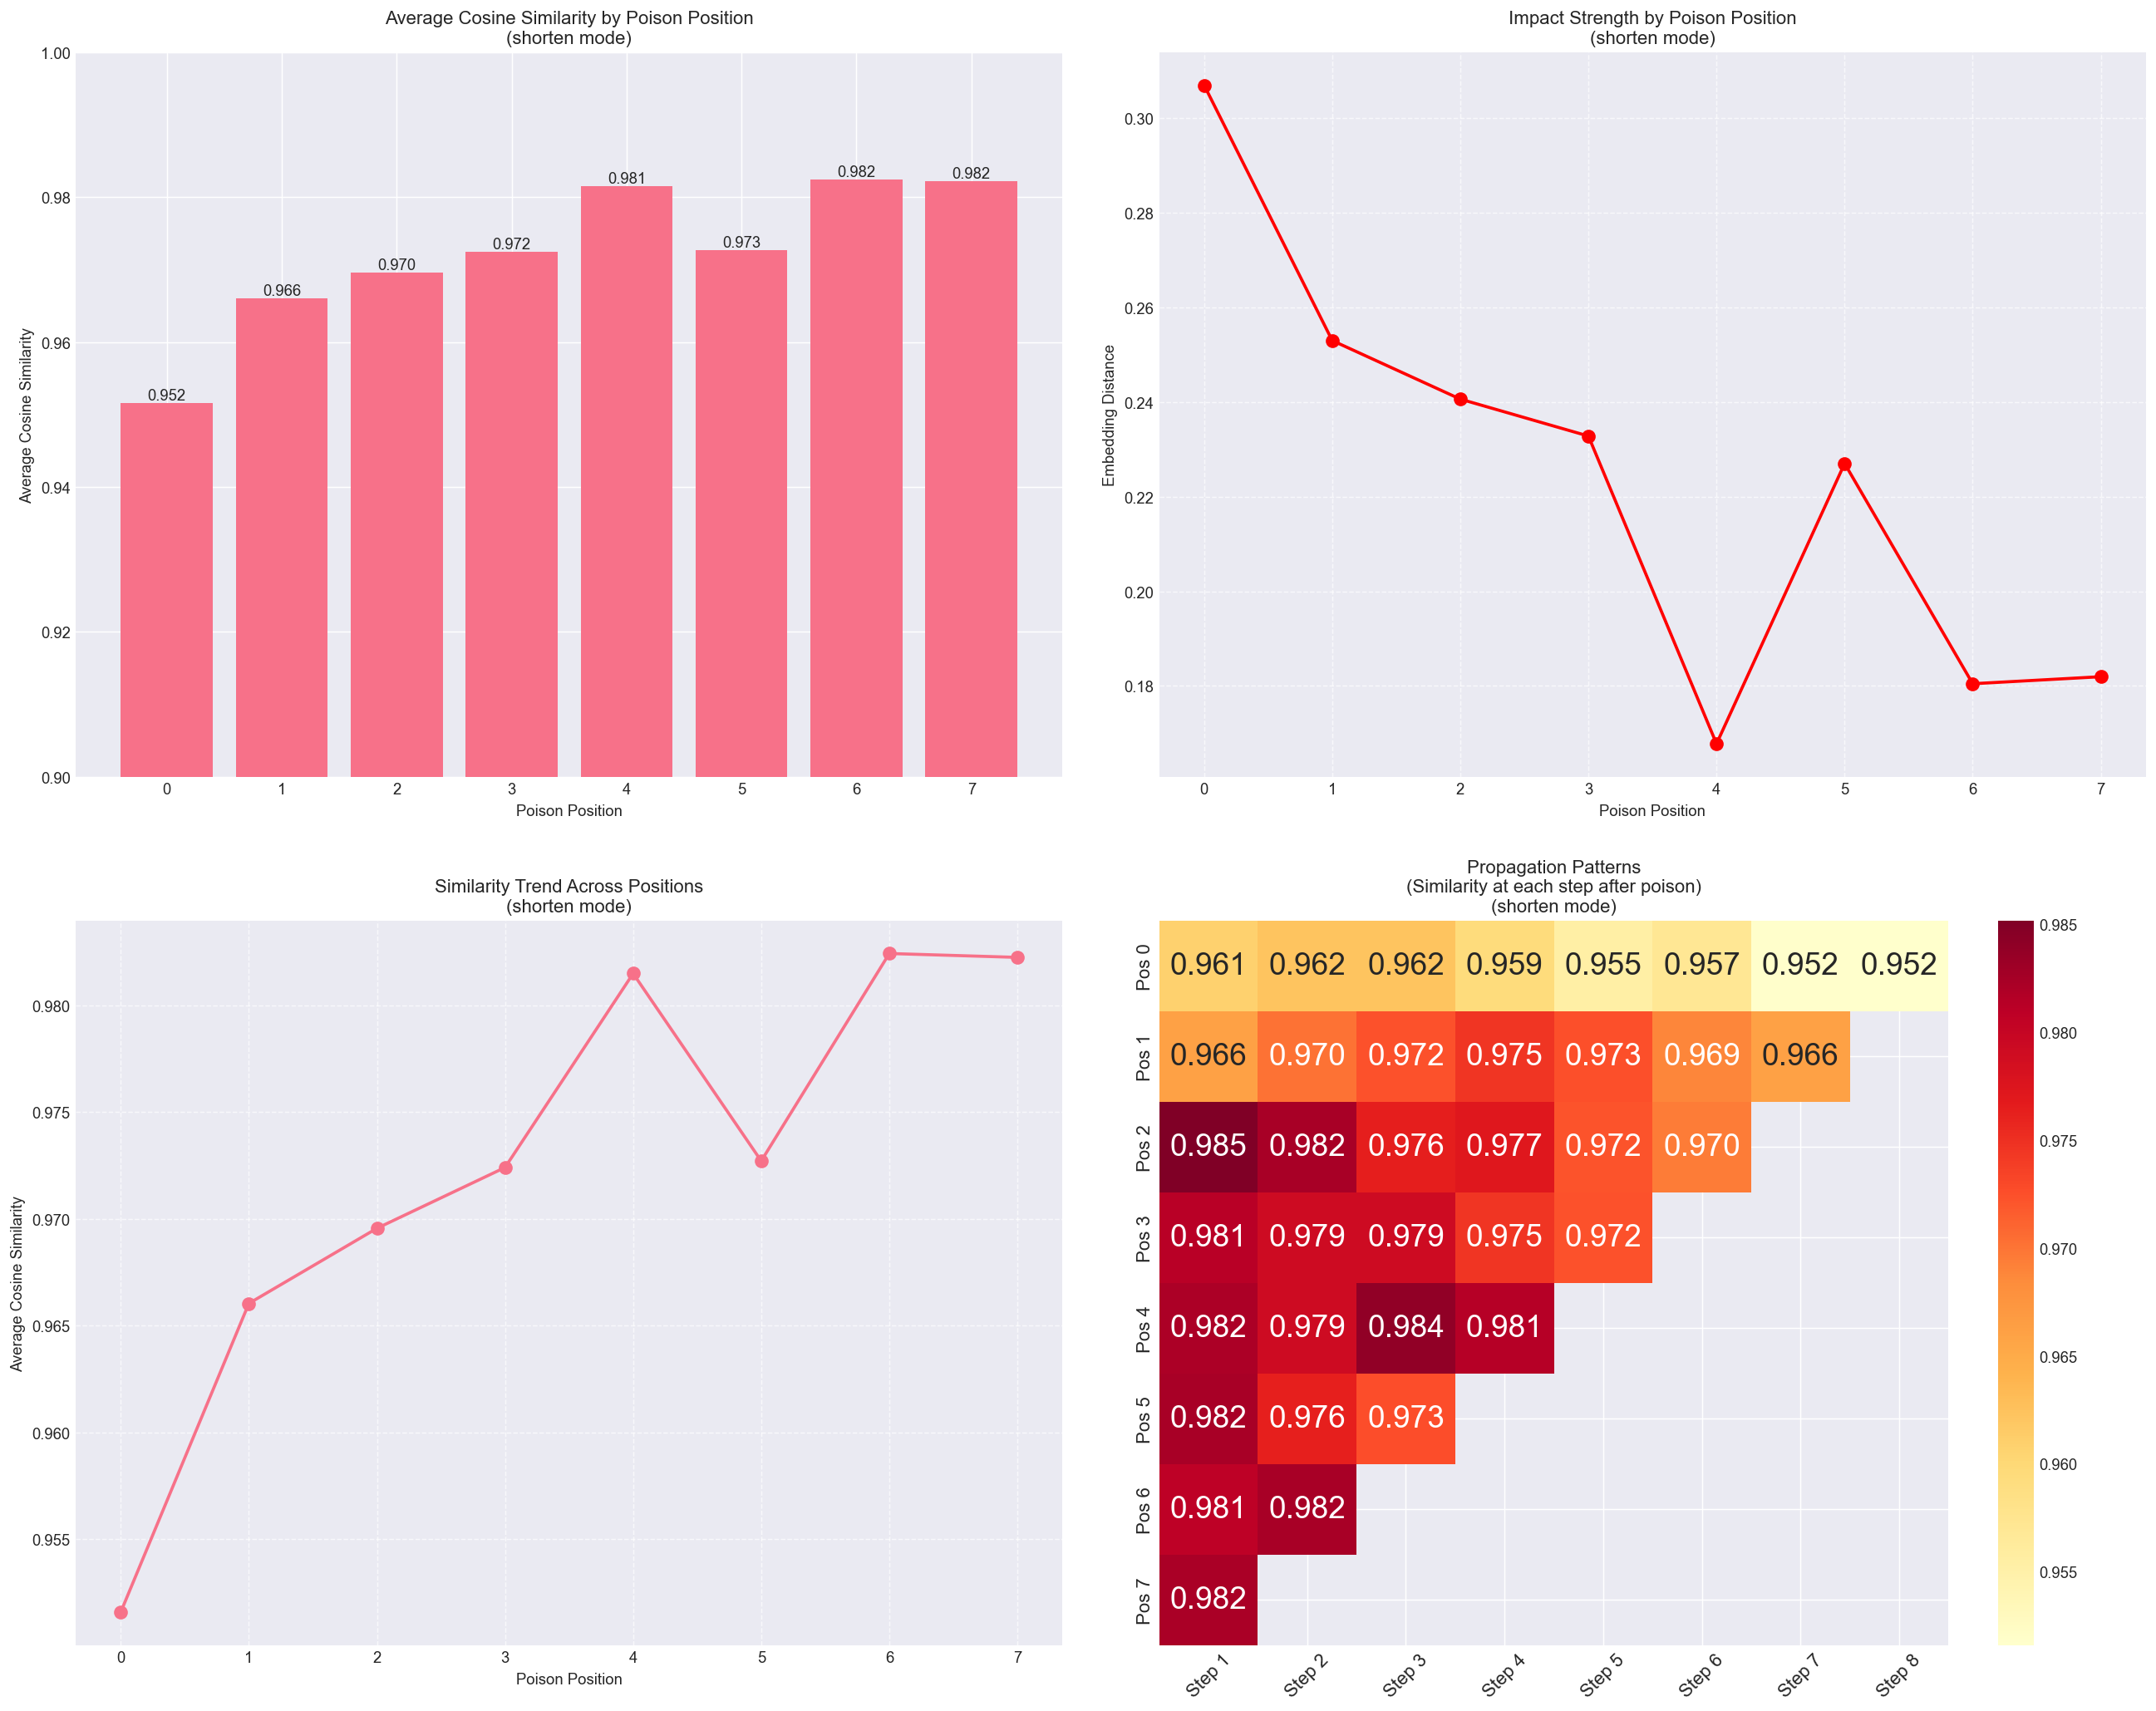 Average Cosine Similarity by Poison Position
(shorten mode)
Average Cosine Similarity
1.00
0.98
0.96
0.94
0.92
0.90
0.952
0.966
0.970
0.972
0.981
0.973
0.982
0.982
0 1 2 3 4 5 6 7
Poison Position
Impact Strength by Poison Position
(shorten mode)
Embedding Distance
0.30
0.28
0.26
0.24
0.22
0.20
0.18
0 1 2 3 4 5 6 7
Poison Position
Similarity Trend Across Positions
(shorten mode)
Average Cosine Similarity
0.980
0.975
0.970
0.965
0.960
0.955
0 1 2 3 4 5 6 7
Poison Position
Propagation Patterns
(Similarity at each step after poison)
(shorten mode)
Pos 0 0.961 0.962 0.962 0.959 0.955 0.957 0.952 0.952
Pos 1 0.966 0.970 0.972 0.975 0.973 0.969 0.966
Pos 2 0.985 0.982 0.976 0.977 0.972 0.970
Pos 3 0.981 0.979 0.979 0.975 0.972
Pos 4 0.982 0.979 0.984 0.981
Pos 5 0.982 0.976 0.973
Pos 6 0.981 0.982
Pos 7 0.982
Step 1 Step 2 Step 3 Step 4 Step 5 Step 6 Step 7 Step 8
0.985
0.980
0.975
0.970
0.965
0.960
0.955